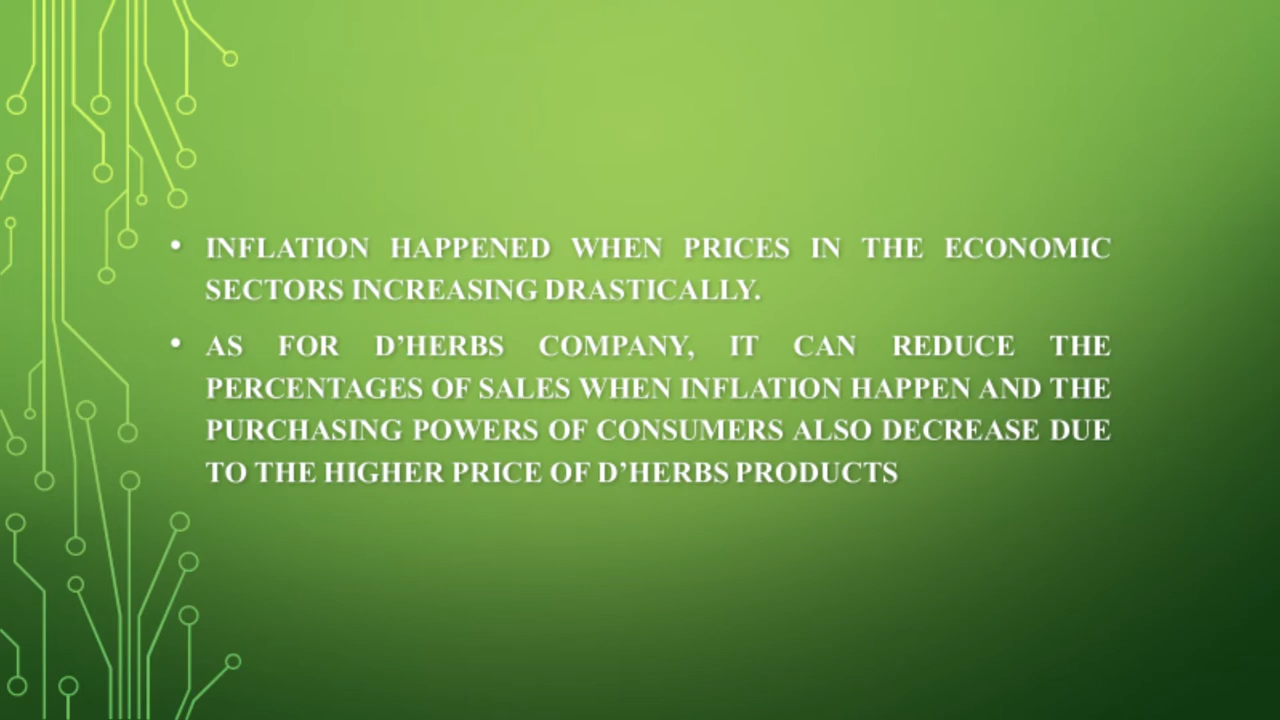 • INFLATION HAPPENED WHEN PRICES IN THE ECONOMIC
SECTORS INCREASING DRASTICALLY.
• AS FOR D’HERBS COMPANY, IT CAN REDUCE THE
PERCENTAGES OF SALES WHEN INFLATION HAPPEN AND THE
PURCHASING POWERS OF CONSUMERS ALSO DECREASE DUE
TO THE HIGHER PRICE OF D’HERBS PRODUCTS